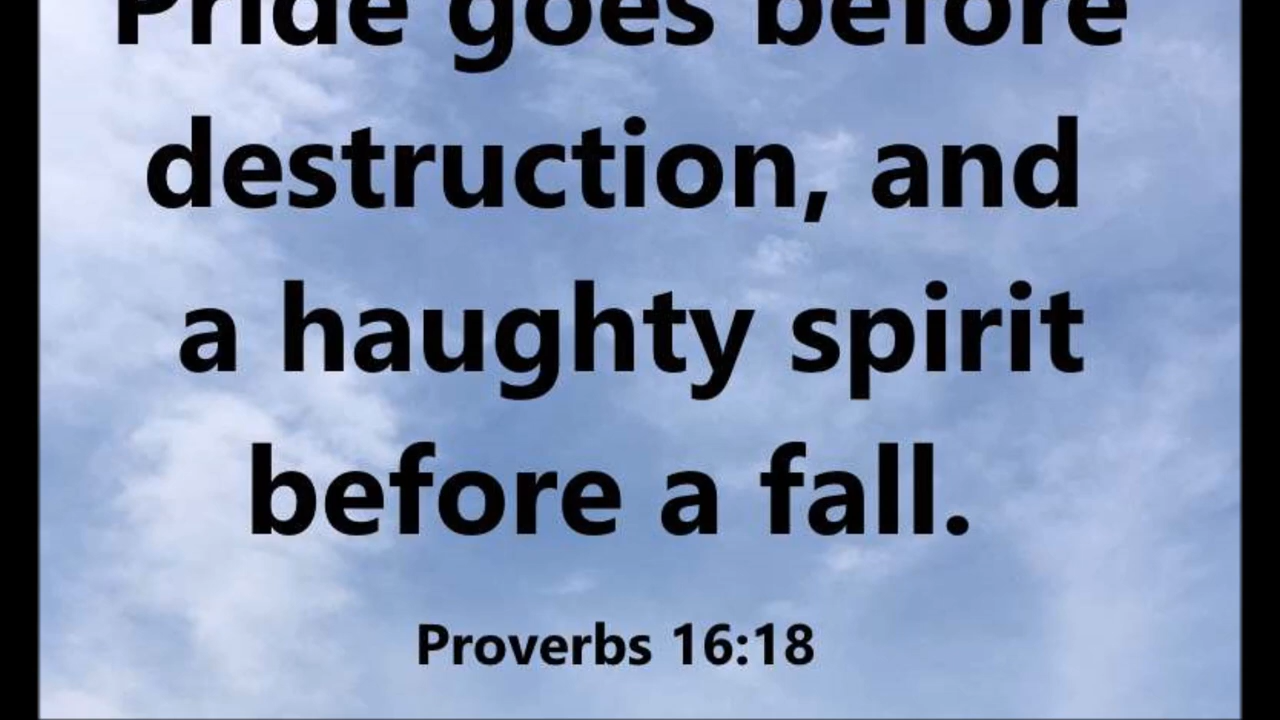 Pride goes before
destruction, and
a haughty spirit
before a fall.
Proverbs 16:18